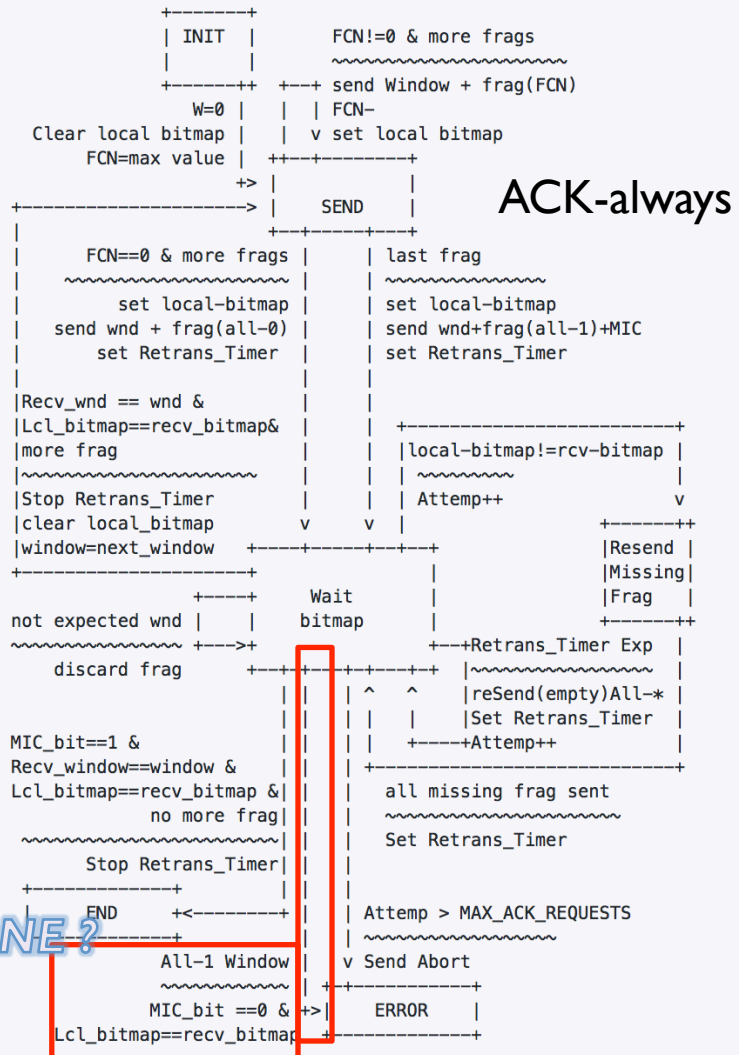 +-------+
| INIT  |       FCN!=0 & more frags
|       |       ~~~~~~~~~~~~~~~~~~~~~~
+------++  +--+ send Window + frag(FCN)
W=0 |   |  | FCN-
Clear local bitmap |   |  v set local bitmap
FCN=max value |  ++--+--------+
+> |            |
+---------------------> |    SEND    |
ACK-always
|                       +--+-----+---+
|      FCN==0 & more frags |     | last frag
|    ~~~~~~~~~~~~~~~~~~~~~ |     | ~~~~~~~~~~~~~~~
|         set local-bitmap |     | set local-bitmap
|   send wnd + frag(all-0) |     | send wnd+frag(all-1)+MIC
|       set Retrans_Timer  |     | set Retrans_Timer
|                          |     |
|Recv_wnd == wnd &         |     |
|Lcl_bitmap==recv_bitmap&  |     |  +------------------------+
|more frag                 |     |  |local-bitmap!=rcv-bitmap |
|~~~~~~~~~~~~~~~~~~~~~~    |     |  | ~~~~~~~~~              |
|Stop Retrans_Timer        |     |  | Attemp++               v
|clear local_bitmap        v     v  |                 +------++
|window=next_window   +----+-----+--+--+              |Resend |
+---------------------+                |              |Missing|
+----+     Wait       |              |Frag   |
not expected wnd |    |    bitmap      |              +------++
~~~~~~~~~~~~~~~~ +--->+                +--+Retrans_Timer Exp  |
discard frag      +--+-+---+-+---+--+  |~~~~~~~~~~~~~~~~~  |
| |   | ^   ^     |reSend(empty)All-* |
| |   | |   |     |Set Retrans_Timer  |
MIC_bit==1 &            | |   | |   +----+Attemp++           |
Recv_window==window &   | |   | +--------------------------+
Lcl_bitmap==recv_bitmap &| |   |   all missing frag sent
no more frag| |   |   ~~~~~~~~~~~~~~~~~~~~~~
~~~~~~~~~~~~~~~~~~~~~~~~| |   |   Set Retrans_Timer
Stop Retrans_Timer| |   |
+-------------+         | |   |
|     END     +<--------+ |   | Attemp > MAX_ACK_REQUESTS
NE ?
+-------------+           |   | ~~~~~~~~~~~~~~~~~~
All-1 Window |   v Send Abort
~~~~~~~~~~~~ | +-+-----------+
MIC_bit ==0 & +>|    ERROR    |
Lcl_bitmap==recv_bitmap  +-------------+